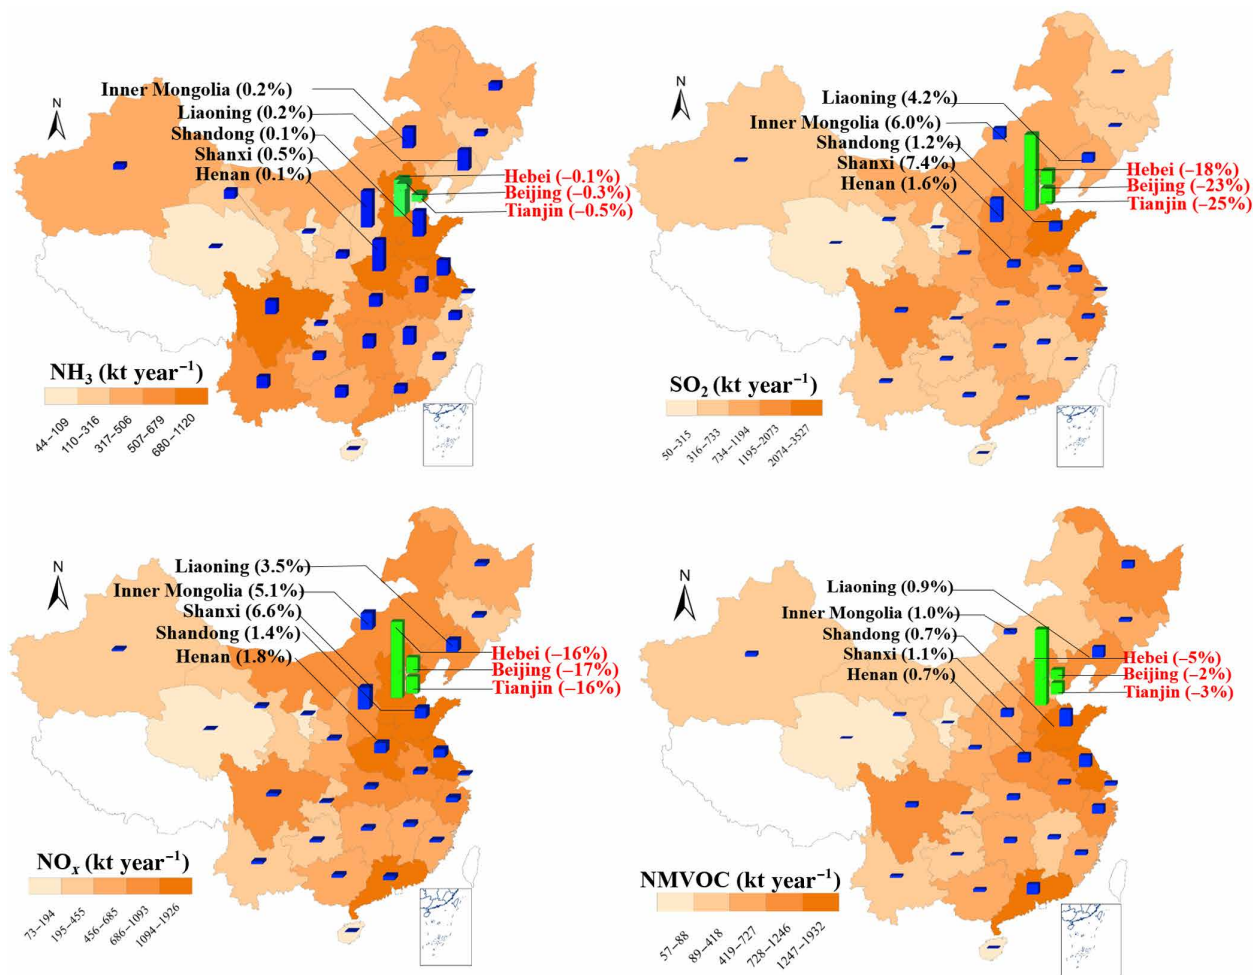 N
Inner Mongolia (0.2%)
Liaoning (0.2%)
Shandong (0.1%)
Shanxi (0.5%)
Henan (0.1%)
Hebei (−0.1%)
Beijing (−0.3%)
Tianjin (−0.5%)
NH3 (kt year−1)
44–109
110–316
317–506
507–679
680–1120
N
Liaoning (4.2%)
Inner Mongolia (6.0%)
Shandong (1.2%)
Shanxi (7.4%)
Henan (1.6%)
Hebei (−18%)
Beijing (−23%)
Tianjin (−25%)
SO2 (kt year−1)
50–315
316–733
734–1194
1195–2073
2074–3527
N
Liaoning (3.5%)
Inner Mongolia (5.1%)
Shanxi (6.6%)
Shandong (1.4%)
Henan (1.8%)
Hebei (−16%)
Beijing (−17%)
Tianjin (−16%)
NOx (kt year−1)
73–194
195–455
456–685
686–1093
1094–1926
N
Liaoning (0.9%)
Inner Mongolia (1.0%)
Shandong (0.7%)
Shanxi (1.1%)
Henan (0.7%)
Hebei (−5%)
Beijing (−2%)
Tianjin (−3%)
NMVOC (kt year−1)
57–88
89–418
419–727
728–1246
1247–1932